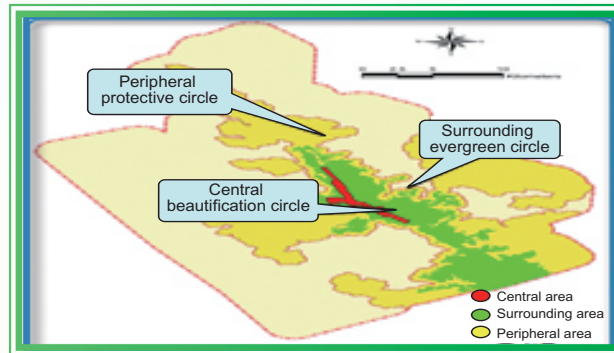 Peripheral
protective circle
Surrounding
evergreen circle
Central
beautification circle
Central area
Surrounding area
Peripheral area